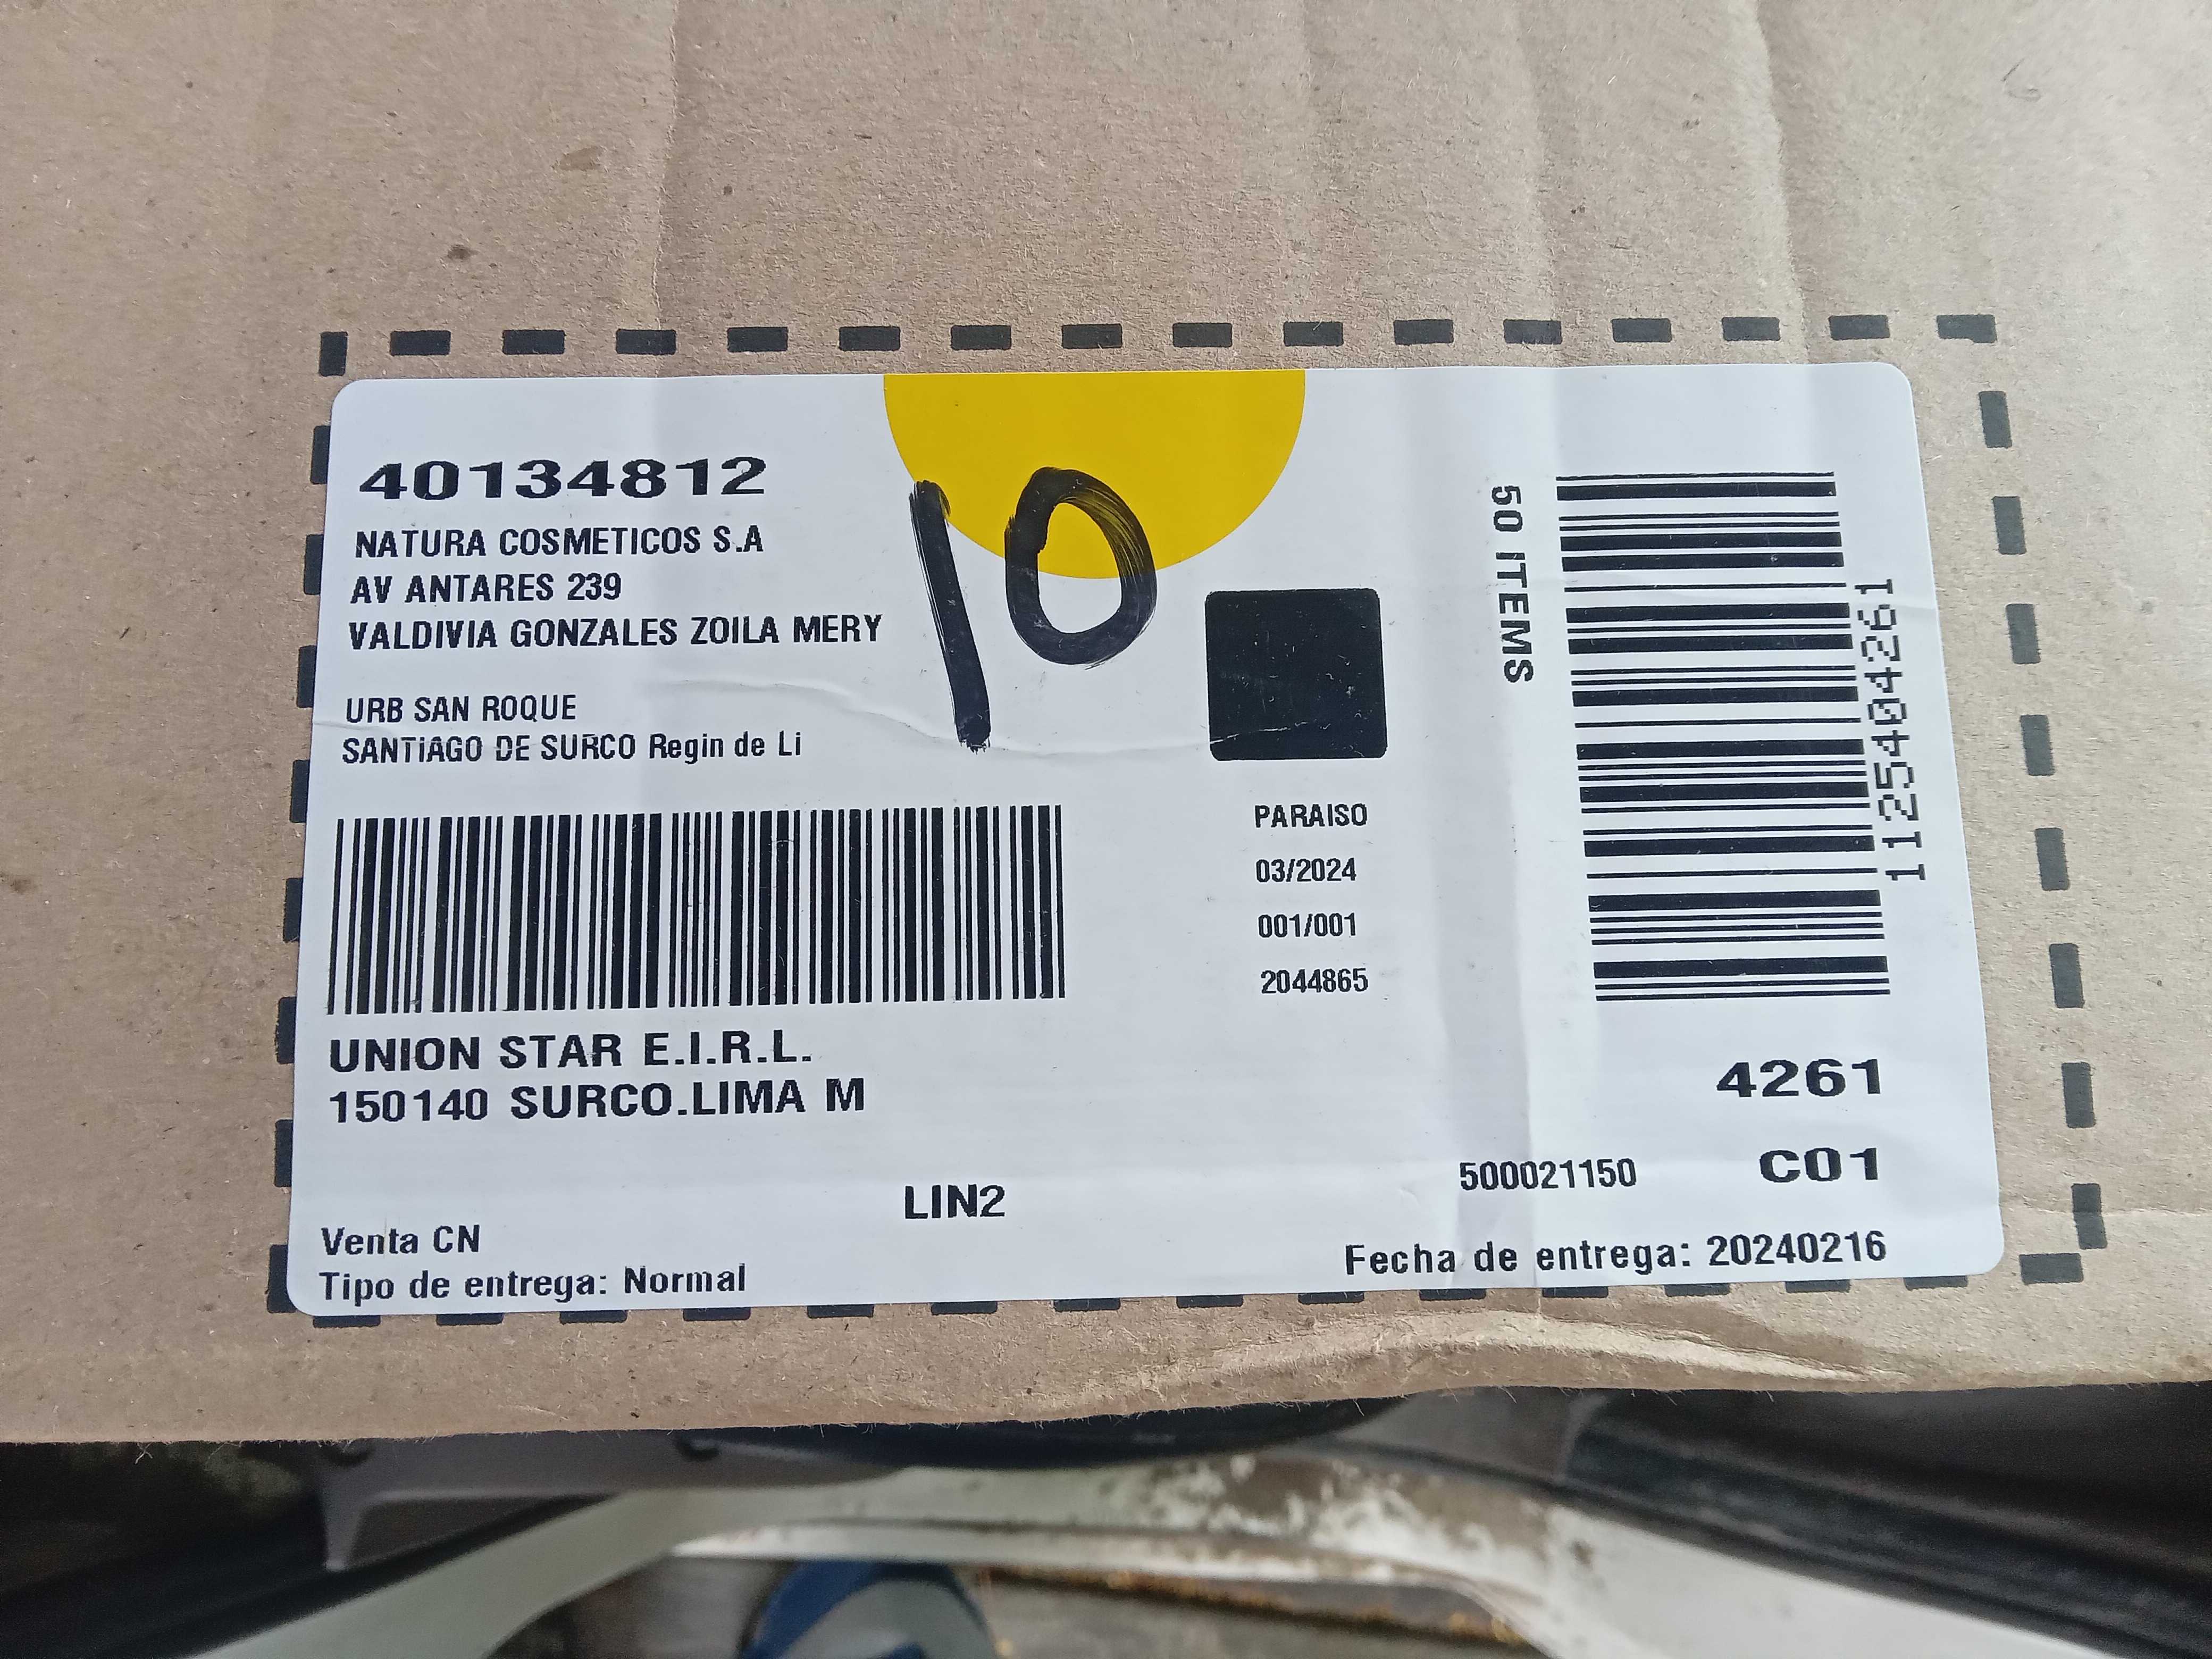 40134812
NATURA COSMETICOS S.A
AV ANTARES 239
VALDIVIA GONZALES ZOILA MERY
URB SAN ROQUE
SANTIAGO DE SURCO Regin de Li
10
50 ITEMS
1125404261
PARAISO
03/2024
001/001
2044865
UNION STAR E.I.R.L.
150140 SURCO.LIMA M
4261
500021150 C01
LIN2
Venta CN
Tipo de entrega: Normal
Fecha de entrega: 20240216